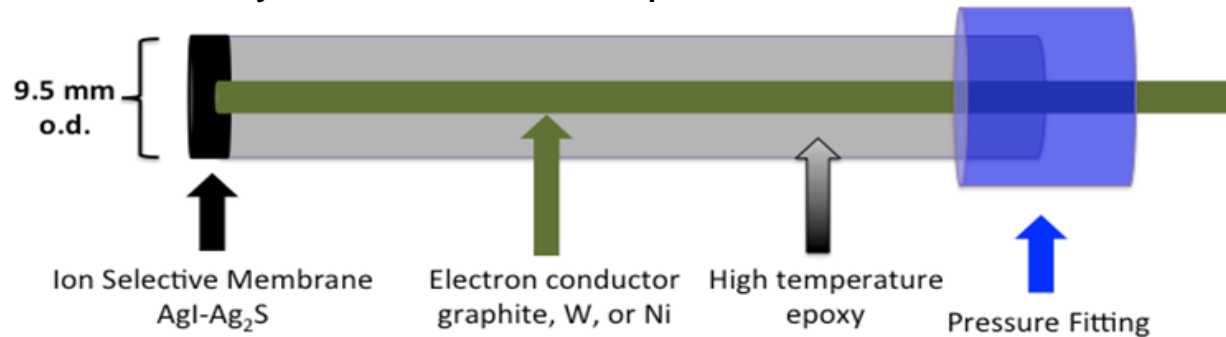 9.5 mm
o.d.
Ion Selective Membrane
AgI-Ag₂S
Electron conductor
graphite, W, or Ni
High temperature
epoxy
Pressure Fitting